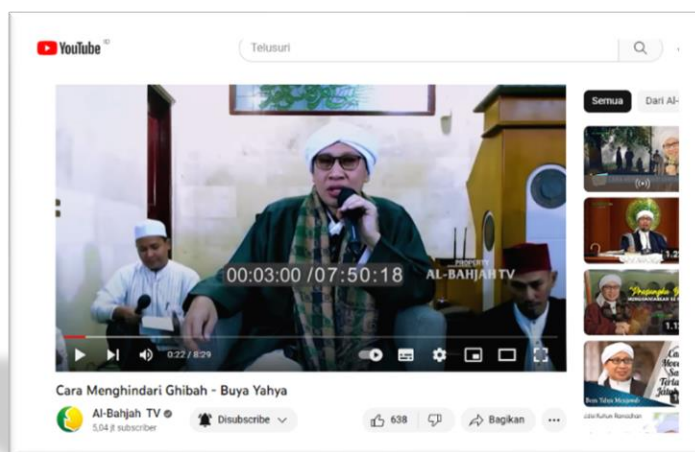 YouTube
Telusuri
Semua
Dari Al-
PROPERTY
00:03:00 /07:50:18
AL-BAHJAH TV
0:22 / 8:29
Cara Menghindari Ghibah - Buya Yahya
Al-Bahjah TV
5,04 jt subscriber
Disubscribe
638
Bagikan